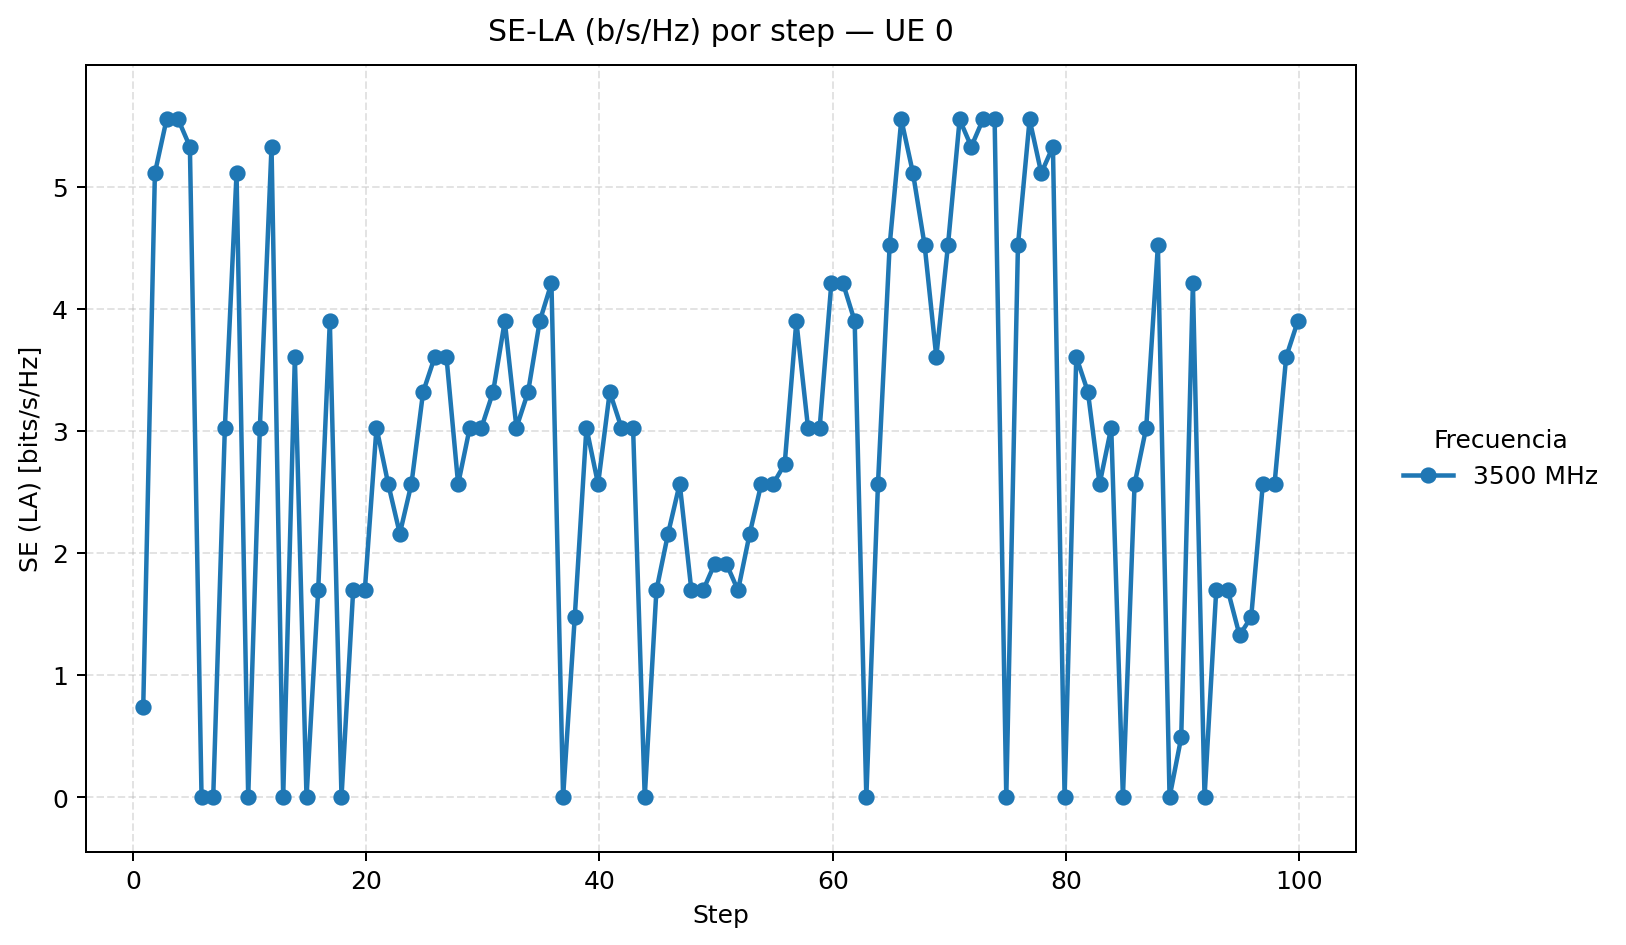 SE-LA (b/s/Hz) por step — UE 0
SE (LA) [bits/s/Hz]
5
4
3
2
1
0
0 20 40 60 80 100
Step
Frecuencia
3500 MHz